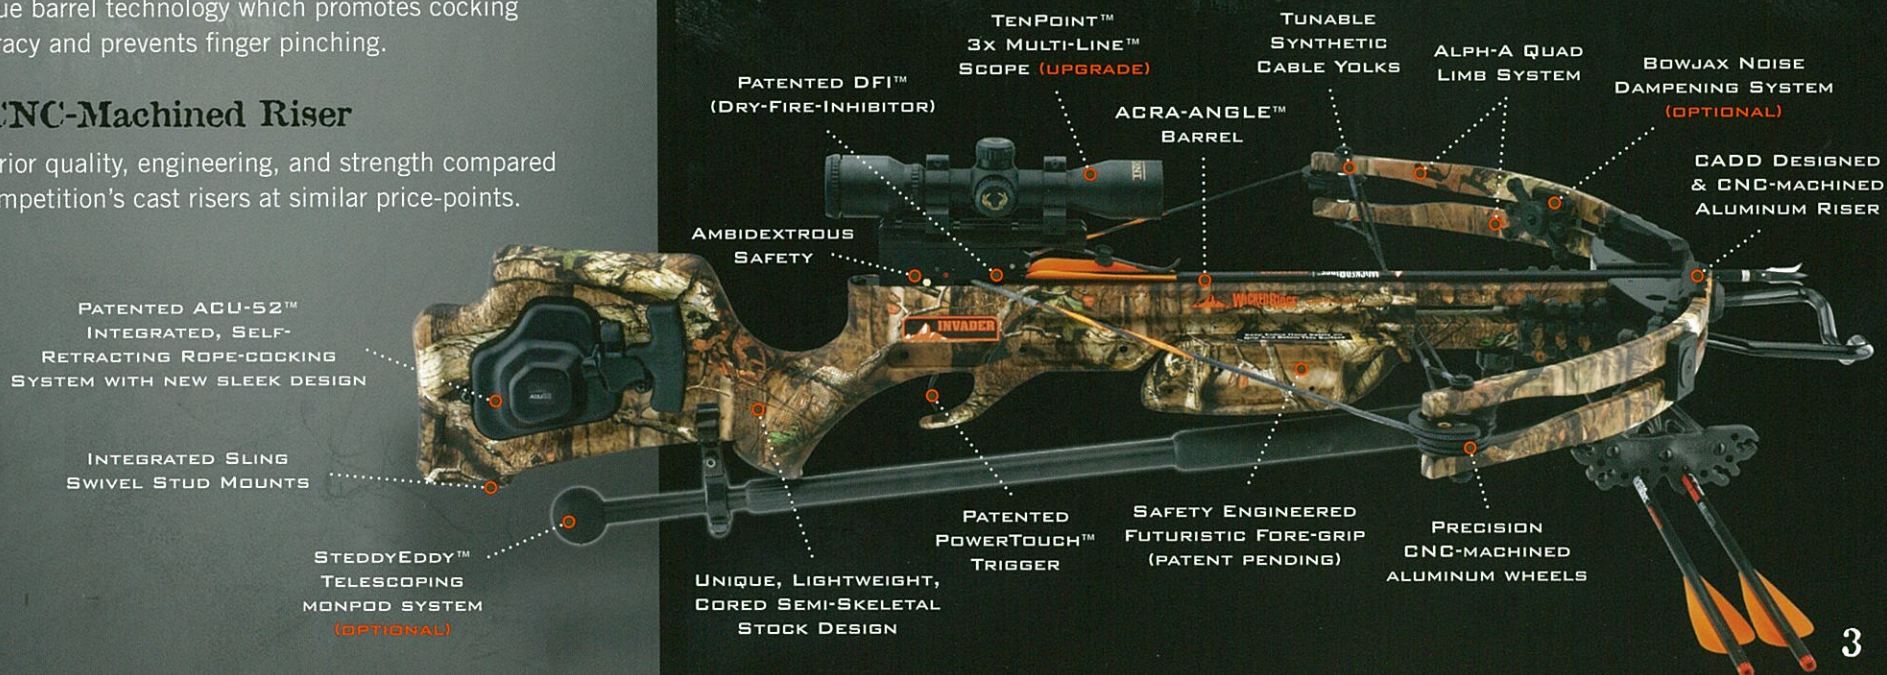 ue barrel technology which promotes cocking
racy and prevents finger pinching.
CNC-Machined Riser
rior quality, engineering, and strength compared
mpetition's cast risers at similar price-points.
PATENTED ACU-52™
INTEGRATED, SELF-
RETRACTING ROPE-COCKING
SYSTEM WITH NEW SLEEK DESIGN
INTEGRATED SLING
SWIVEL STUD MOUNTS
STEDDYEDDY™
TELESCOPING
MONPOD SYSTEM
(OPTIONAL)
PATENTED DFI™
(DRY-FIRE-INHIBITOR)
TENPOINT™
3X MULTI-LINE™
SCOPE (UPGRADE)
ACRA-ANGLE™
BARREL
TUNABLE
SYNTHETIC
CABLE YOLKS
ALPH-A QUAD
LIMB SYSTEM
BOWJAX NOISE
DAMPENING SYSTEM
(OPTIONAL)
CADD DESIGNED
& CNC-MACHINED
ALUMINUM RISER
AMBIDEXTROUS
SAFETY
WICKED RIDGE
INVADER
UNIQUE, LIGHTWEIGHT,
CORED SEMI-SKELETAL
STOCK DESIGN
PATENTED
POWERTOUCH™
TRIGGER
SAFETY ENGINEERED
FUTURISTIC FORE-GRIP
(PATENT PENDING)
PRECISION
CNC-MACHINED
ALUMINUM WHEELS
3